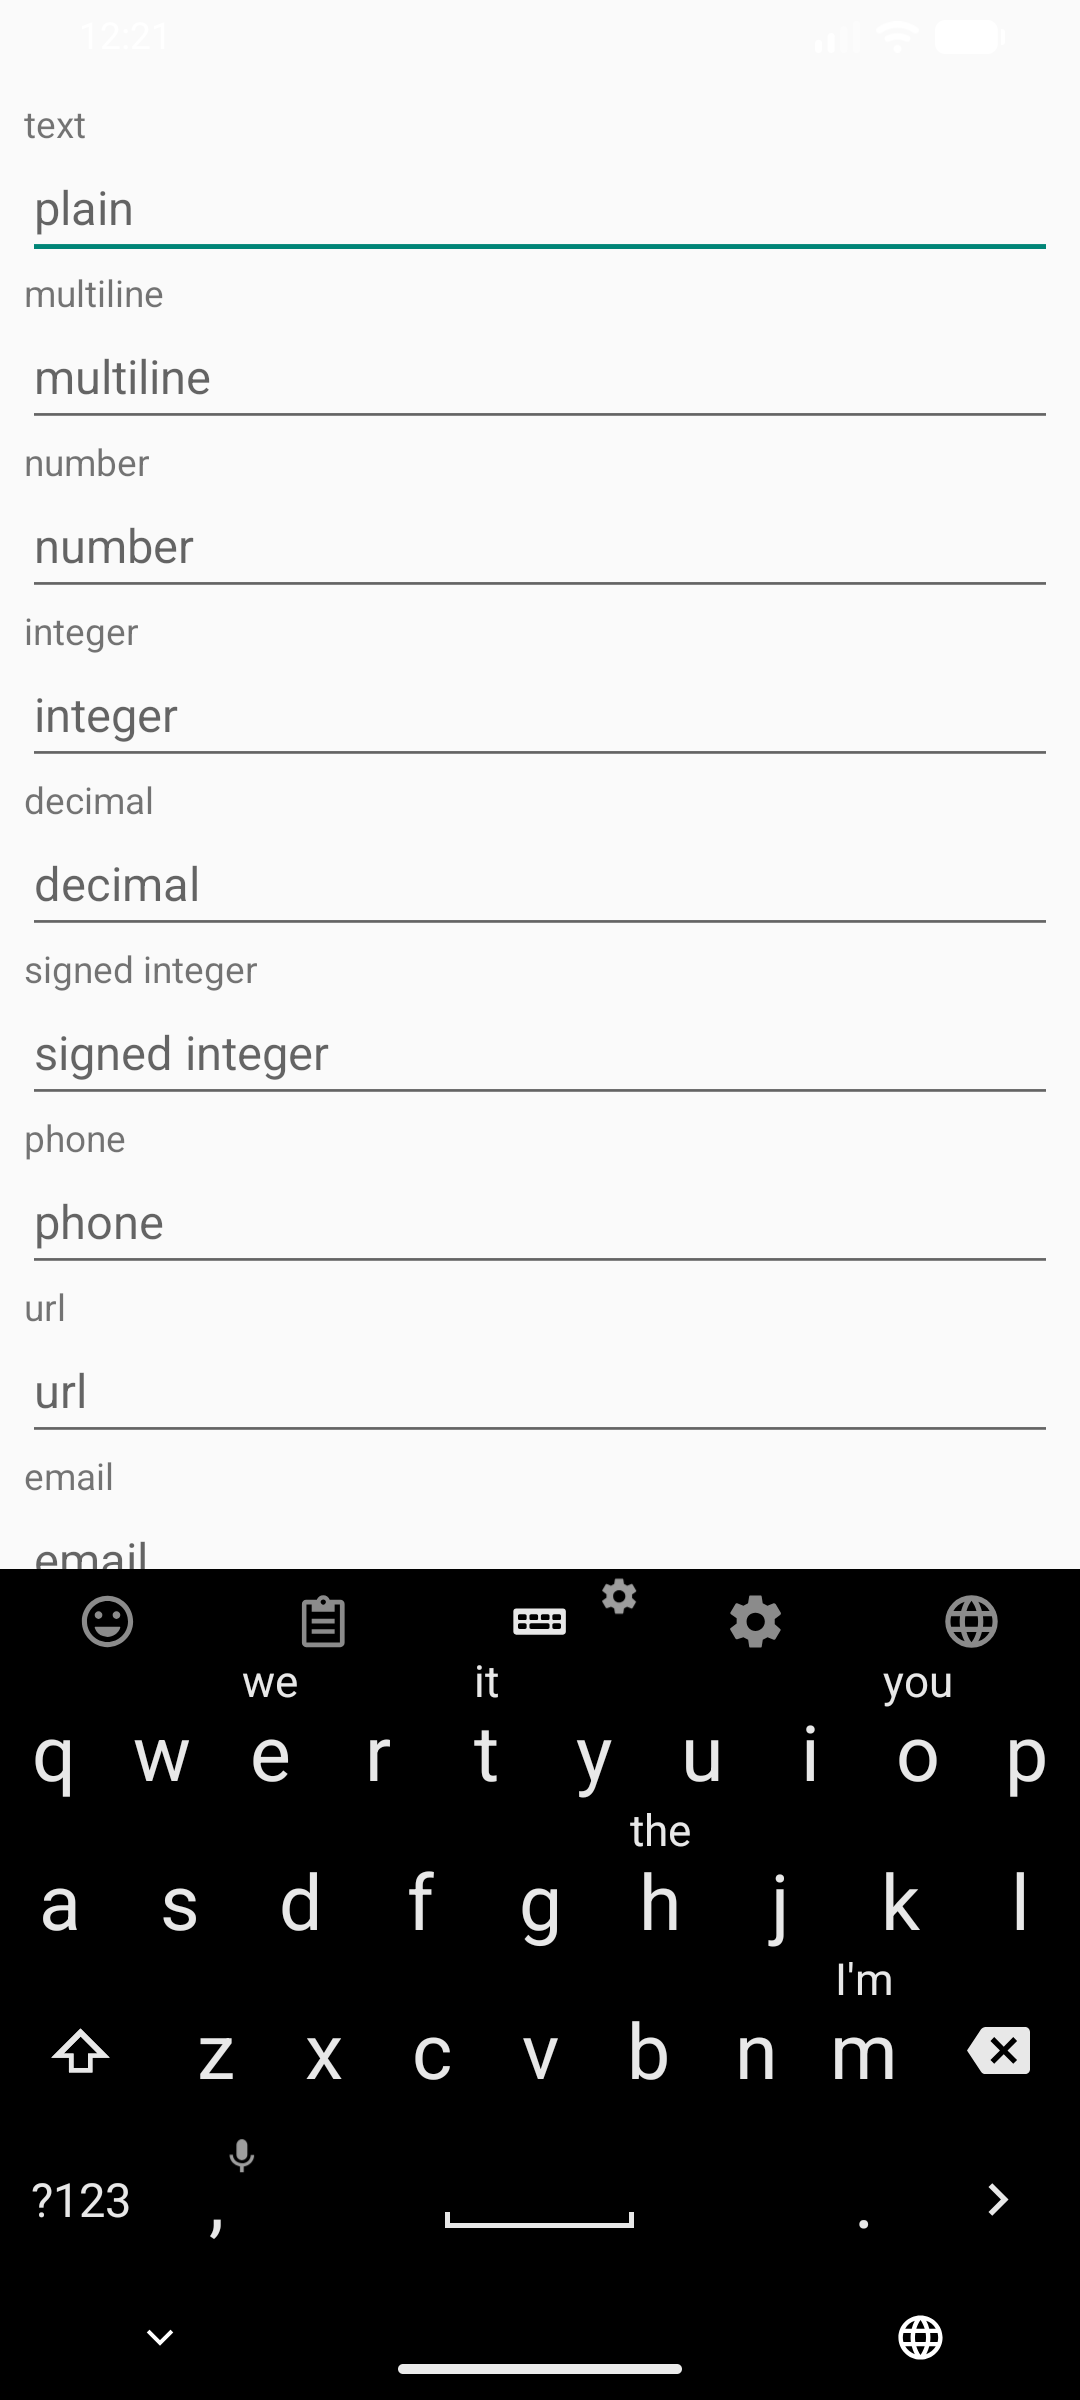 12:21
text
plain
multiline
multiline
number
number
integer
integer
decimal
decimal
signed integer
signed integer
phone
phone
url
url
email
email
we it you
q w e r t y u i o p
the
a s d f g h j k l
I'm
z x c v b n m
?123 , .